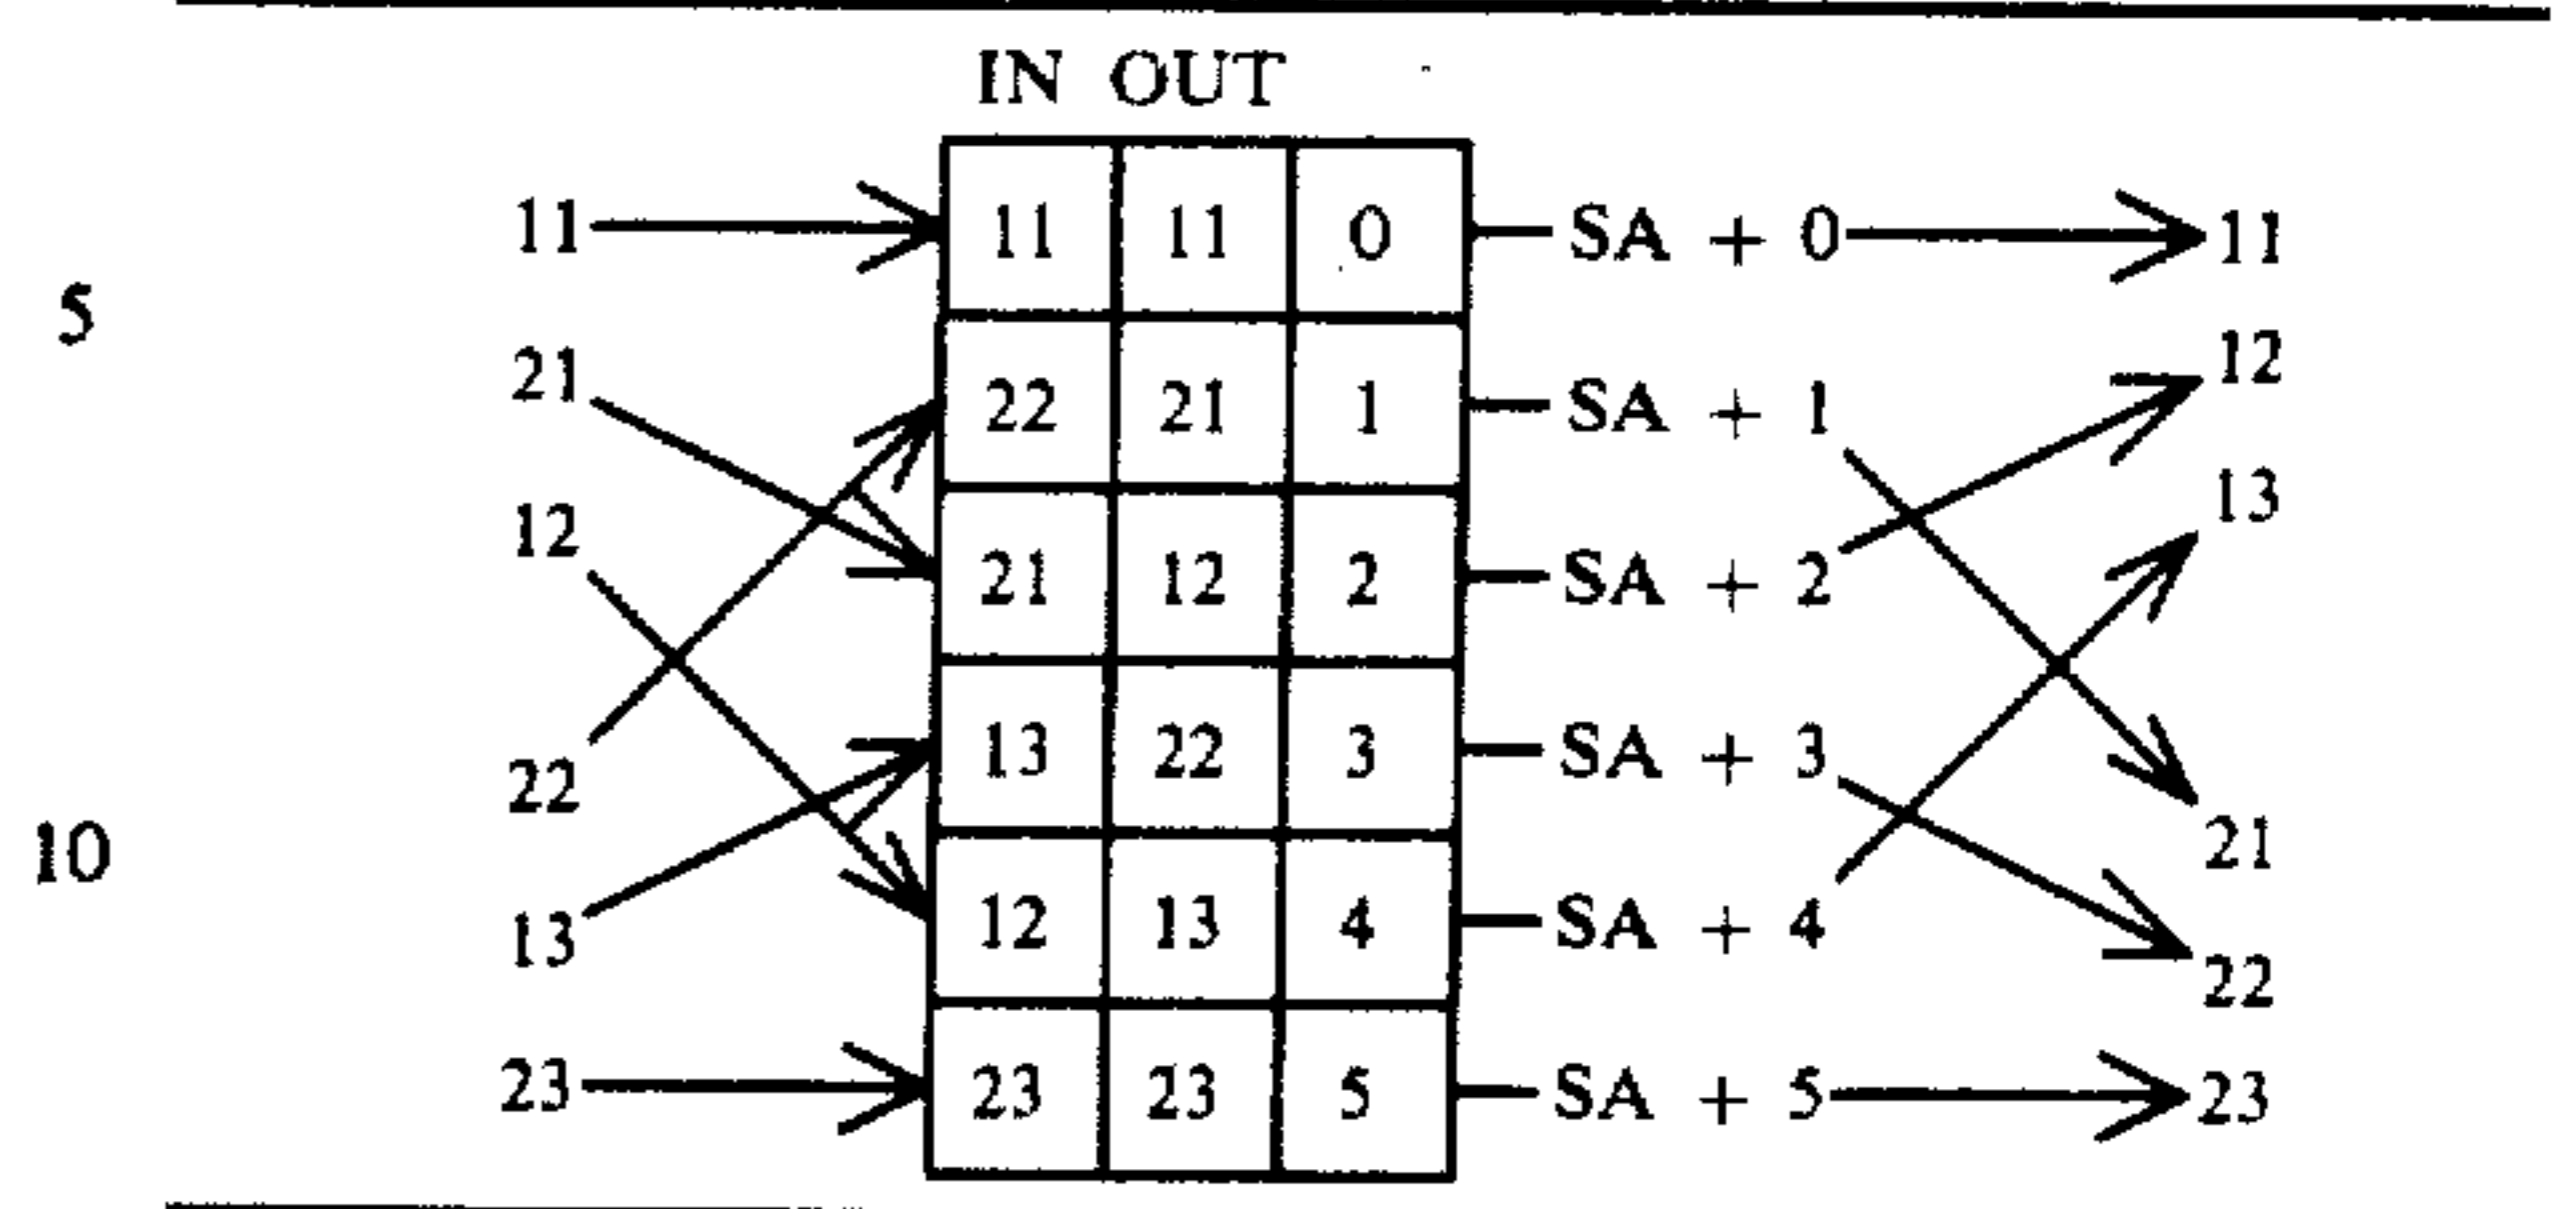 IN OUT
11 11 11 0 SA + 0 11
5
21 22 21 1 SA + 1 12
12 21 12 2 SA + 2 13
22 13 22 3 SA + 3 21
10
13 12 13 4 SA + 4 22
23 23 23 5 SA + 5 23